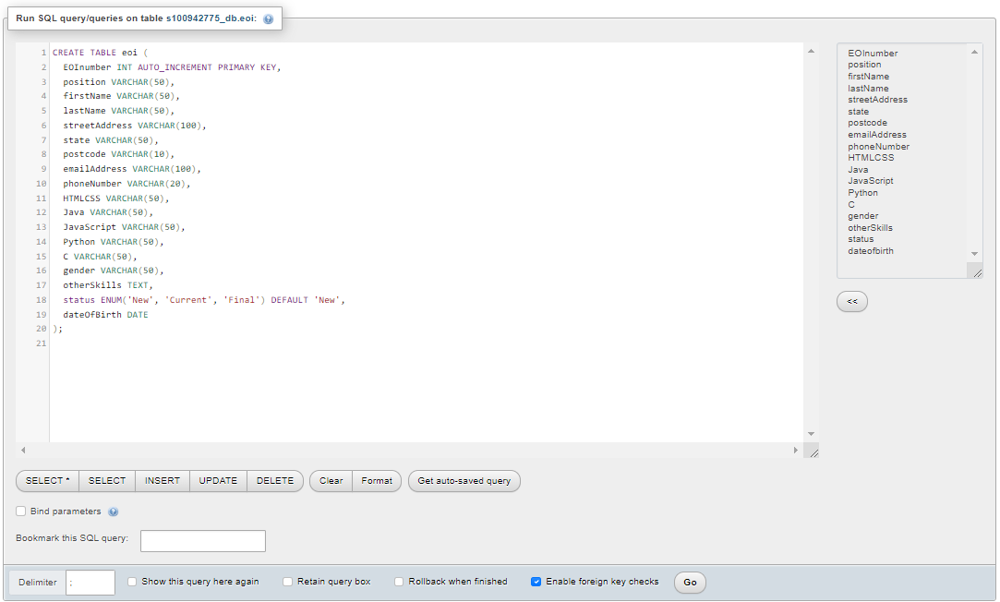 Run SQL query/queries on table s100942775_db.eoi:
1 CREATE TABLE eoi (
2 EOInumber INT AUTO_INCREMENT PRIMARY KEY,
3 position VARCHAR(50),
4 firstName VARCHAR(50),
5 lastName VARCHAR(50),
6 streetAddress VARCHAR(100),
7 state VARCHAR(50),
8 postcode VARCHAR(10),
9 emailAddress VARCHAR(100),
10 phoneNumber VARCHAR(20),
11 HTMLCSS VARCHAR(50),
12 Java VARCHAR(50),
13 JavaScript VARCHAR(50),
14 Python VARCHAR(50),
15 C VARCHAR(50),
16 gender VARCHAR(50),
17 otherSkills TEXT,
18 status ENUM('New', 'Current', 'Final') DEFAULT 'New',
19 dateOfBirth DATE
20 );
21
EOInumber
position
firstName
lastName
streetAddress
state
postcode
emailAddress
phoneNumber
HTMLCSS
Java
JavaScript
Python
C
gender
otherSkills
status
dateofbirth
<<
SELECT * SELECT INSERT UPDATE DELETE Clear Format Get auto-saved query
Bind parameters
Bookmark this SQL query:
Delimiter ; Show this query here again Retain query box Rollback when finished Enable foreign key checks Go